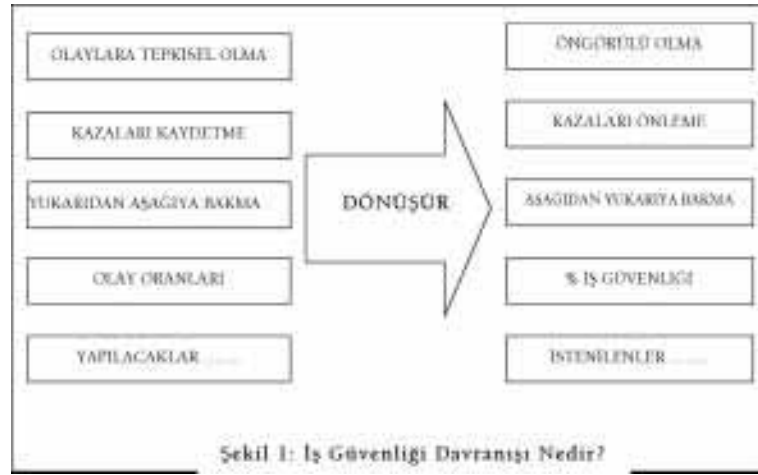 OLAYLARA TEPKİSEL OLMA
KAZALARI KAYDETME
YUKARIDAN AŞAĞIYA BAKMA
OLAY ORANLARI
YAPILACAKLAR ........
DÖNÜŞÜR
ÖNGÖRÜLÜ OLMA
KAZALARI ÖNLEME
AŞAĞIDAN YUKARIYA BAKMA
% İŞ GÜVENLİĞİ
İSTENİLENLER ........
Şekil 1: İş Güvenliği Davranışı Nedir?